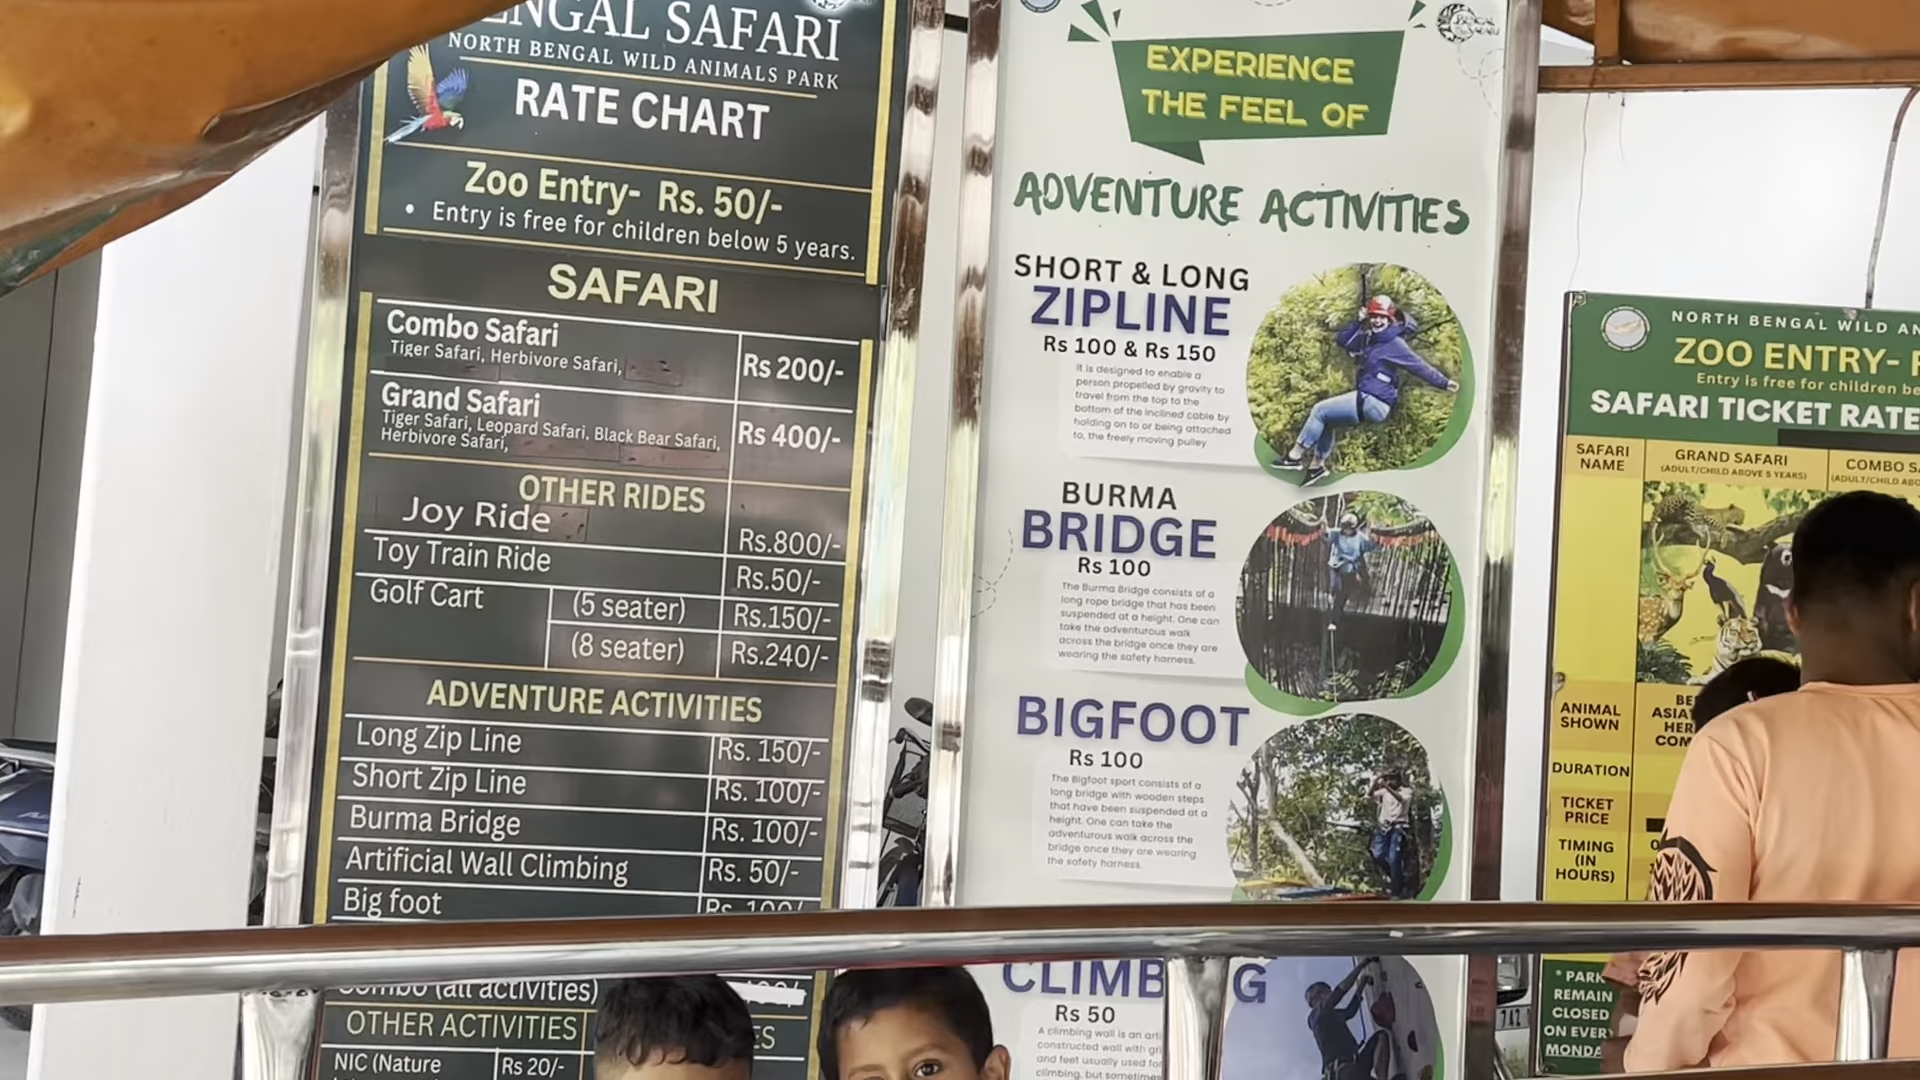 BENGAL SAFARI
NORTH BENGAL WILD ANIMALS PARK
RATE CHART
Zoo Entry- Rs. 50/-
• Entry is free for children below 5 years.
SAFARI
Combo Safari
Tiger Safari, Herbivore Safari,
Rs 200/-
Grand Safari
Tiger Safari, Leopard Safari, Black Bear Safari,
Herbivore Safari,
Rs 400/-
OTHER RIDES
Joy Ride Rs.800/-
Toy Train Ride Rs.50/-
Golf Cart (5 seater) Rs.150/-
(8 seater) Rs.240/-
ADVENTURE ACTIVITIES
Long Zip Line Rs. 150/-
Short Zip Line Rs. 100/-
Burma Bridge Rs. 100/-
Artificial Wall Climbing Rs. 50/-
Big foot Rs. 100/-
Combo (all activities)
OTHER ACTIVITIES
NIC (Nature Rs 20/-
EXPERIENCE
THE FEEL OF
ADVENTURE ACTIVITIES
SHORT & LONG
ZIPLINE
Rs 100 & Rs 150
It is designed to enable a
person propelled by gravity to
travel from the top to the
bottom of the inclined cable by
holding on to or being attached
to, the freely moving pulley
BURMA
BRIDGE
Rs 100
The Burma Bridge consists of a
long rope bridge that has been
suspended at a height. One can
take the adventurous walk
across the bridge once they are
wearing the safety harness.
BIGFOOT
Rs 100
The Bigfoot sport consists of a
long bridge with wooden steps
that have been suspended at a
height. One can take the
adventurous walk across the
bridge once they are wearing
the safety harness
CLIMB G
Rs 50
A climbing wall is an arti
constructed wall with gri
and feet usually used for
climbing, but sometimes
BENGAL
SAFARI
NORTH BENGAL WILD AN
ZOO ENTRY-
Entry is free for children be
SAFARI TICKET RATE
SAFARI
NAME
GRAND SAFARI
(ADULT/CHILD ABOVE 5 YEARS)
COMBO SA
(ADULT/CHILD ABO
ANIMAL
SHOWN
BE
ASIA
HER
COM
DURATION
TICKET
PRICE
TIMING
(IN
HOURS)
* PARK
REMAIN
CLOSED
ON EVERY
MONDA